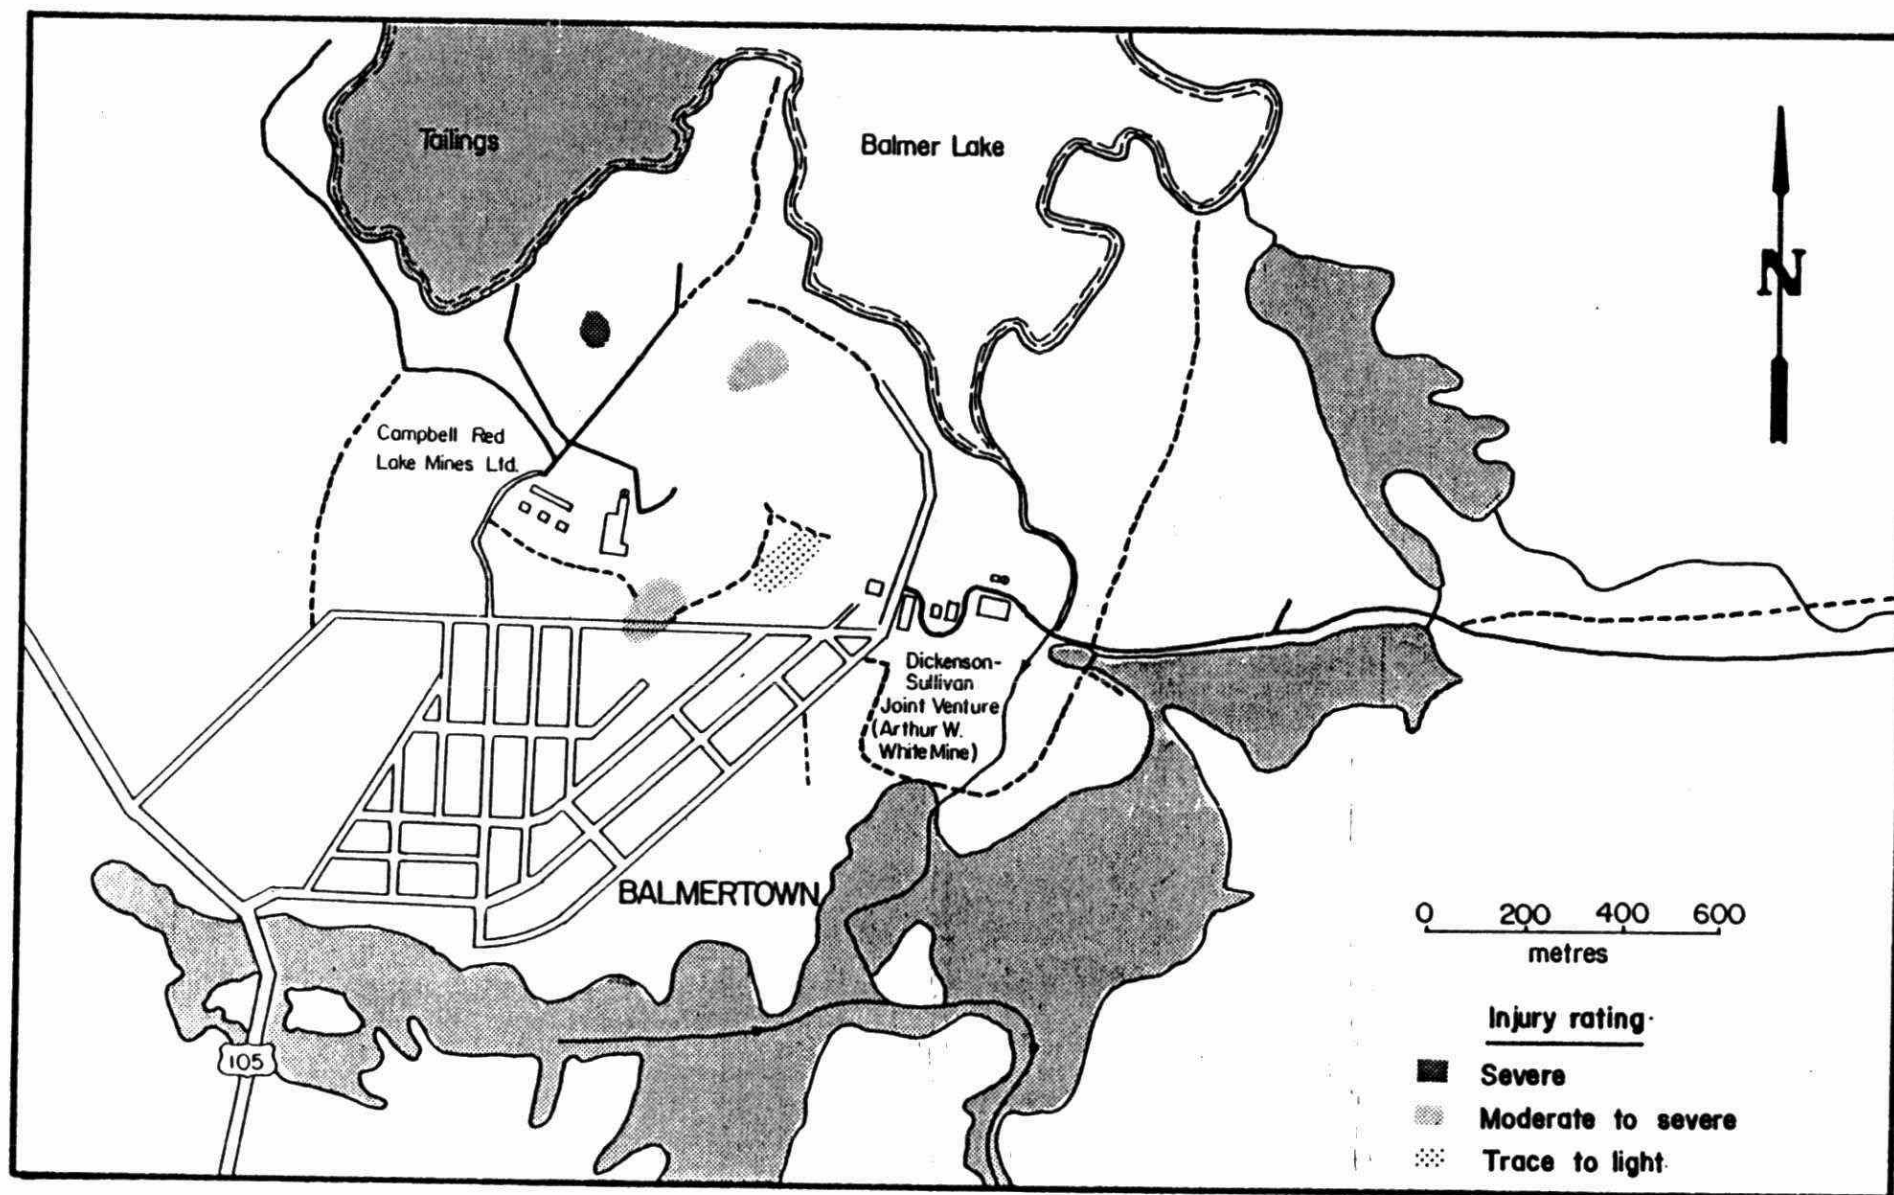 Tailings
Balmer Lake
N
Campbell Red
Lake Mines Ltd.
Dickenson-
Sullivan
Joint Venture
(Arthur W.
White Mine)
BALMERTOWN
105
0 200 400 600
metres
Injury rating
Severe
Moderate to severe
Trace to light